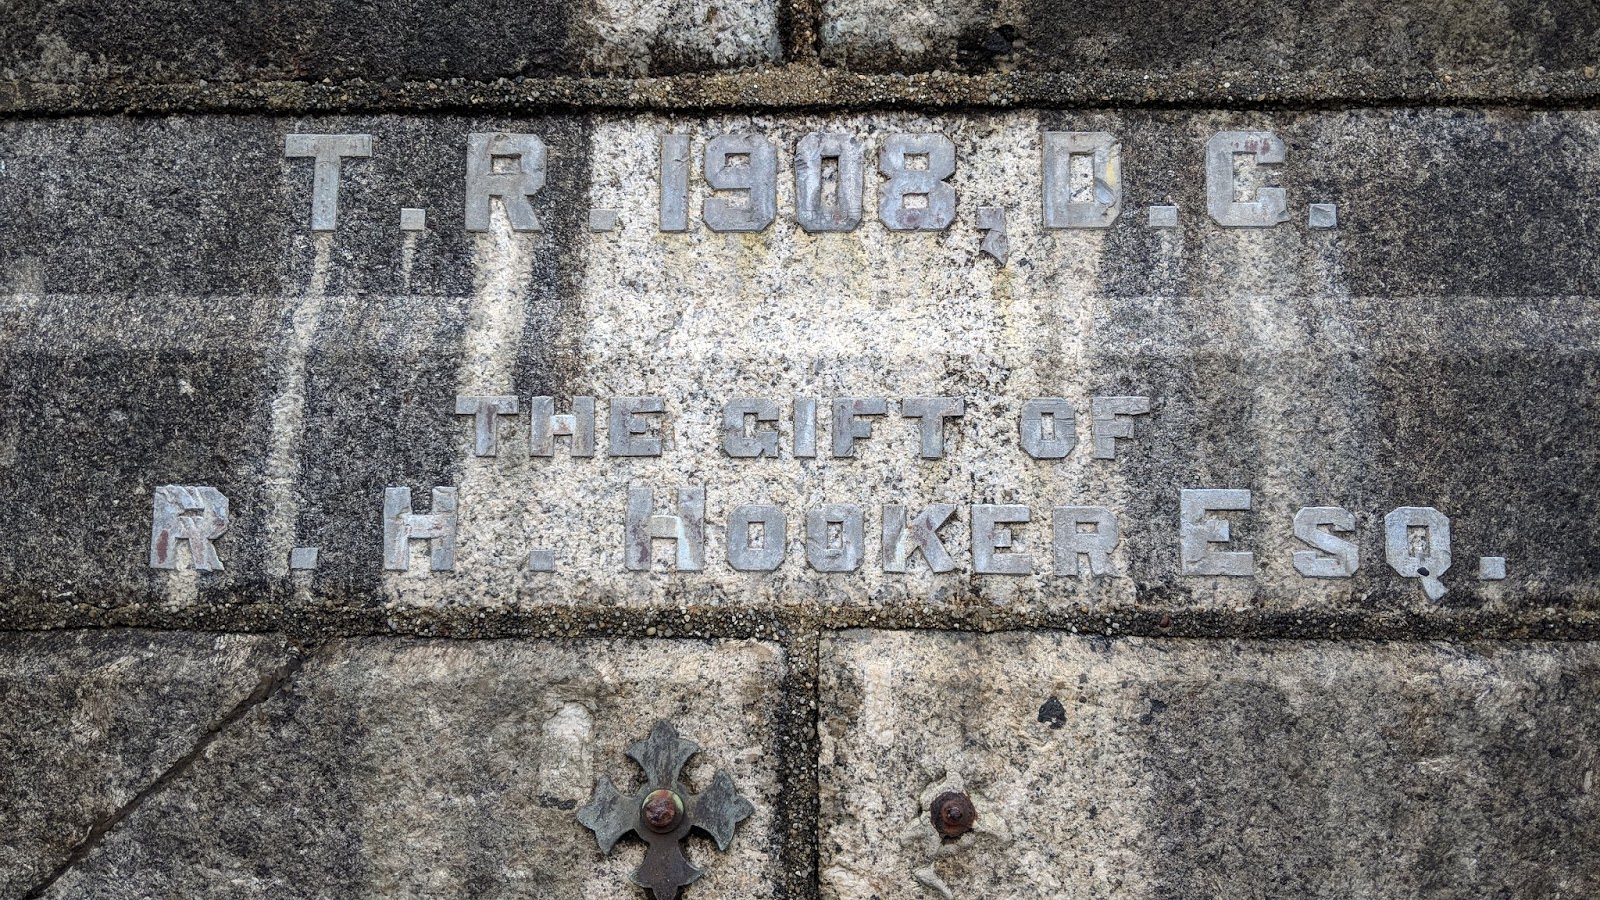 T.R. 1908, D.G.
THE GIFT OF
R.H. HOOKER ESQ.